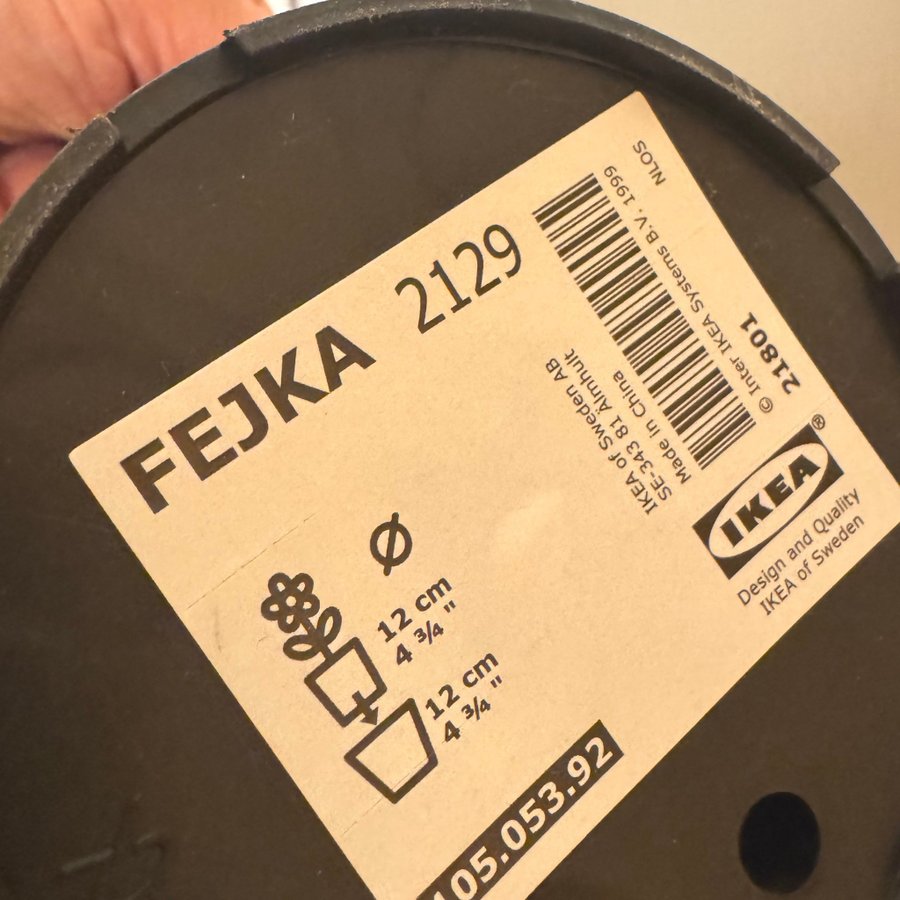 FEJKA 2129
Ø
12 cm
4 ¾ "
12 cm
4 ¾ "
105.053.92
IKEA of Sweden AB
SE-343 81 Älmhult
Made in China
© Inter IKEA Systems B.V. 1999
21801
NLOS
IKEA®
Design and Quality
IKEA of Sweden